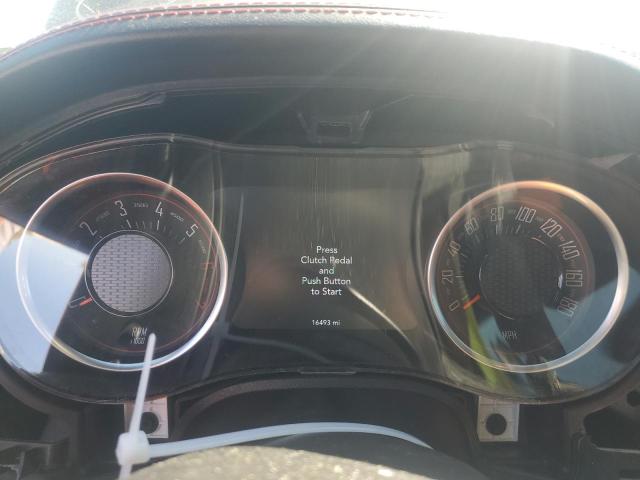 Press
Clutch Pedal
and
Push Button
to Start
16493 mi
2 3 4 5
RPM
0 20 40 60 80 100 120 140 160 180
MPH